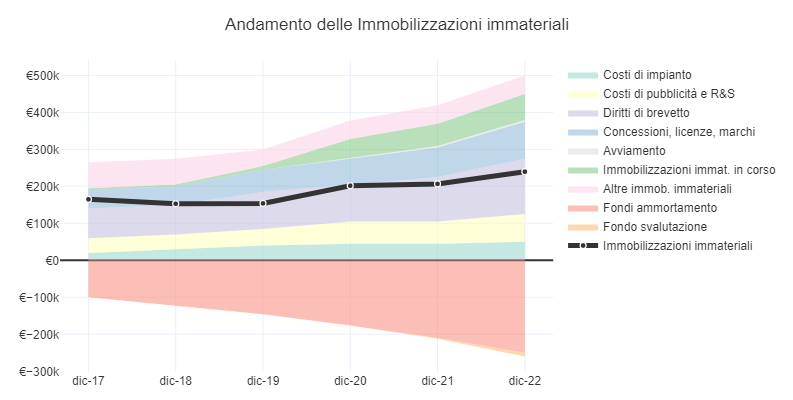 Andamento delle Immobilizzazioni immateriali
€500k
€400k
€300k
€200k
€100k
€0
€−100k
€−200k
€−300k
dic-17
dic-18
dic-19
dic-20
dic-21
dic-22
Costi di impianto
Costi di pubblicità e R&S
Diritti di brevetto
Concessioni, licenze, marchi
Avviamento
Immobilizzazioni immat. in corso
Altre immob. immateriali
Fondi ammortamento
Fondo svalutazione
Immobilizzazioni immateriali